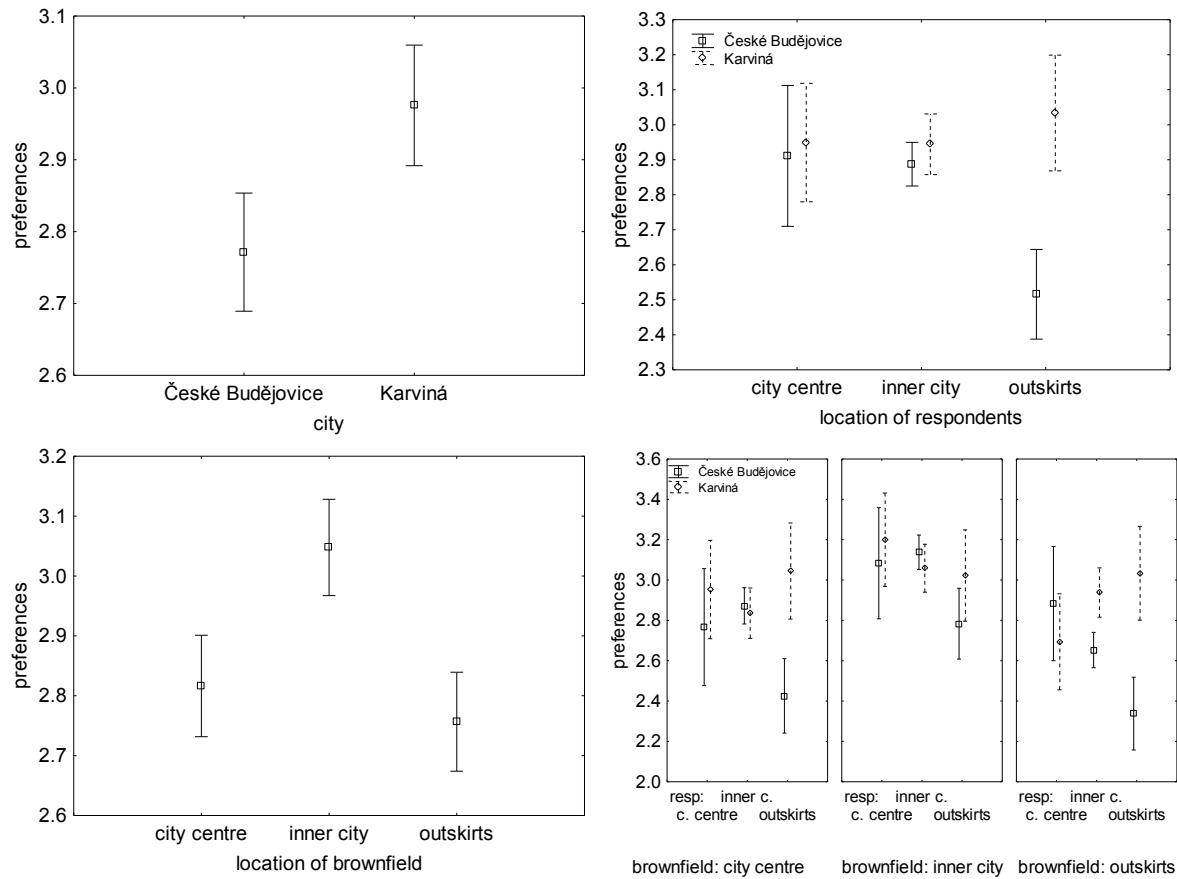 3.1
3.0
2.9
2.8
2.7
2.6
preferences
České Budějovice Karviná
city
3.3
3.2
3.1
3.0
2.9
2.8
2.7
2.6
2.5
2.4
2.3
preferences
České Budějovice
Karviná
city centre inner city outskirts
location of respondents
3.2
3.1
3.0
2.9
2.8
2.7
2.6
preferences
city centre inner city outskirts
location of brownfield
3.6
3.4
3.2
3.0
2.8
2.6
2.4
2.2
2.0
preferences
České Budějovice
Karviná
resp: inner c.
c. centre outskirts
brownfield: city centre
resp: inner c.
c. centre outskirts
brownfield: inner city
resp: inner c.
c. centre outskirts
brownfield: outskirts